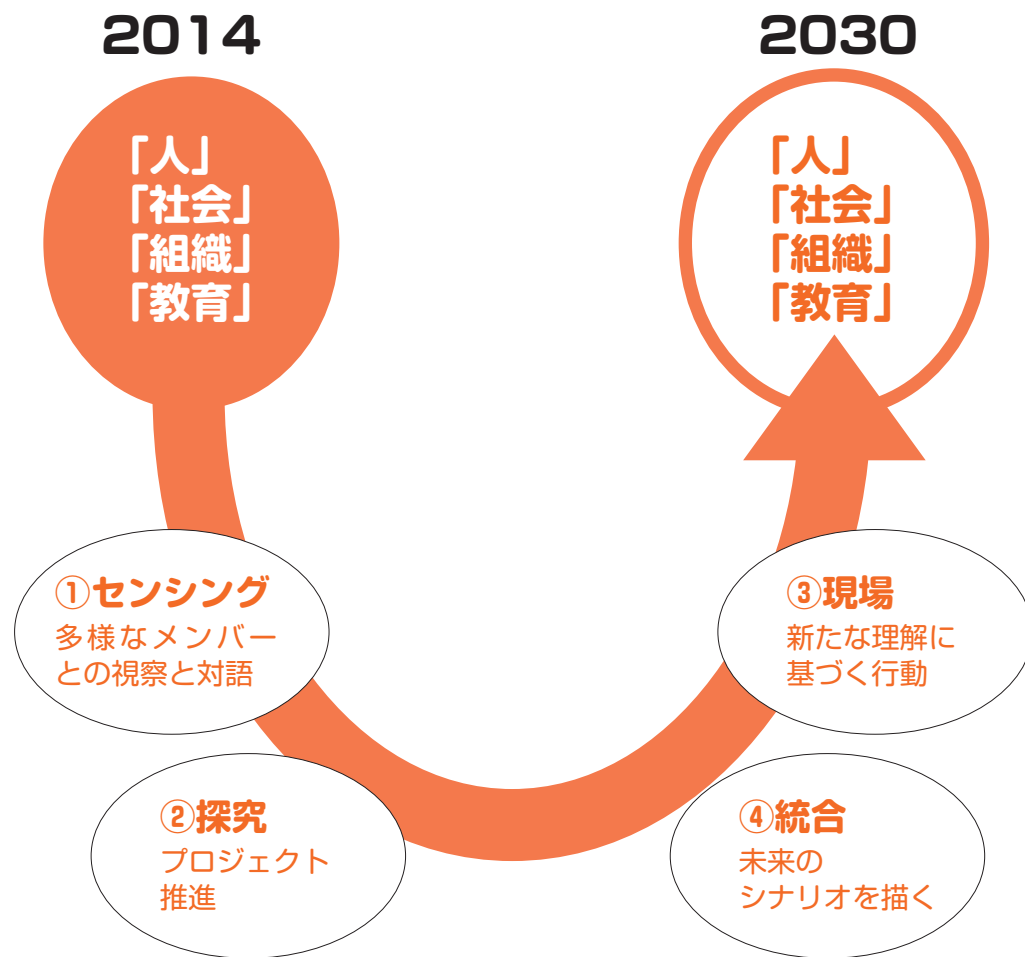 2014
2030
「人」
「社会」
「組織」
「教育」
「人」
「社会」
「組織」
「教育」
①センシング
多様なメンバー
との視察と対語
③現場
新たな理解に
基づく行動
②探究
プロジェクト
推進
④統合
未来の
シナリオを描く